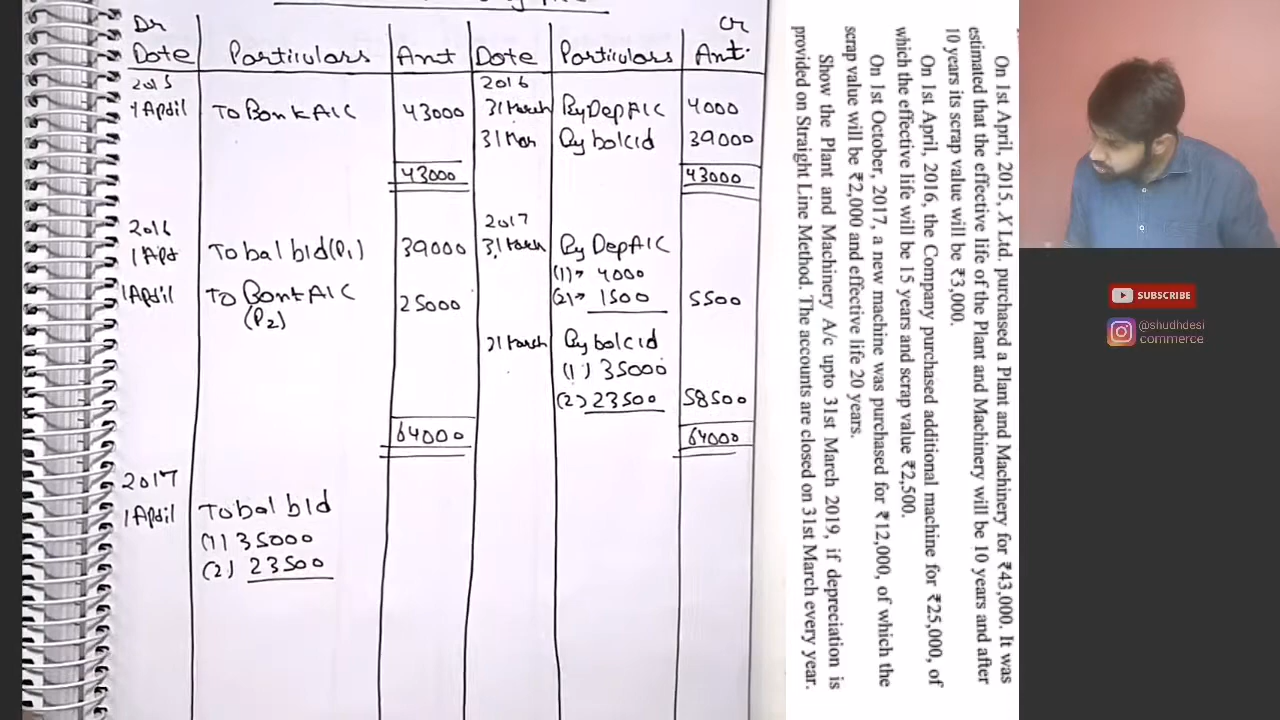 Dr
Cr
Date Particulars Amt Date Particulars Amt.
2015 2016
1 April To Bank A/C 43000 31 March By Dep A/C 4000
31 Mar By bal c/d 39000
43000 43000
2016 2017
1 Apr To bal b/d (P1) 39000 31 March By Dep A/C
(1) → 4000
1 April To Bank A/C 25000 (2) → 1500 5500
(P2)
31 March By bal c/d
(1) 35000
(2) 23500 58500
64000 64000
2017
1 April To bal b/d
(1) 35000
(2) 23500
On 1st April, 2015, X Ltd. purchased a Plant and Machinery for ₹43,000. It was
estimated that the effective life of the Plant and Machinery will be 10 years and after
10 years its scrap value will be ₹3,000.
On 1st April, 2016, the Company purchased additional machine for ₹25,000, of
which the effective life will be 15 years and scrap value ₹2,500.
On 1st October, 2017, a new machine was purchased for ₹12,000, of which the
scrap value will be ₹2,000 and effective life 20 years.
Show the Plant and Machinery A/c upto 31st March 2019, if depreciation is
provided on Straight Line Method. The accounts are closed on 31st March every year.
SUBSCRIBE
@shudhdesi
commerce